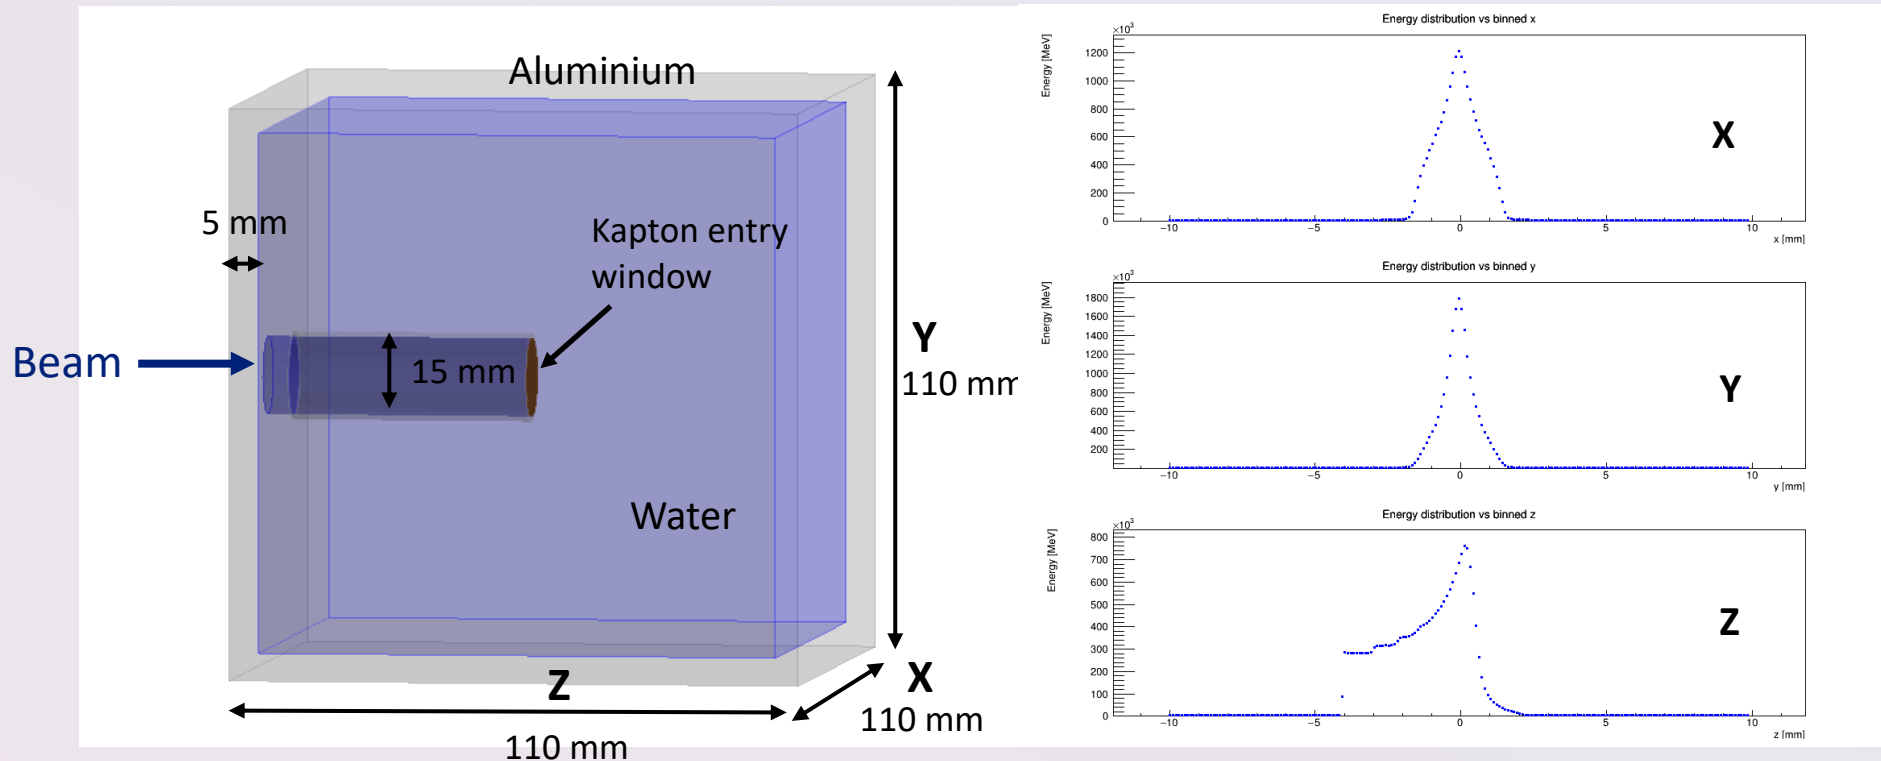 Aluminium
5 mm
Kapton entry
window
Beam
15 mm
Y
110 mm
Water
Z
110 mm
X
110 mm
Energy distribution vs binned x
×10³
Energy [MeV]
1200
1000
800
600
400
200
0
−10
−5
0
5
10
x [mm]
X
Energy distribution vs binned y
×10³
Energy [MeV]
1800
1600
1400
1200
1000
800
600
400
200
−10
−5
0
5
10
y [mm]
Y
Energy distribution vs binned z
×10³
Energy [MeV]
800
700
600
500
400
300
200
100
0
−10
−5
0
5
10
z [mm]
Z